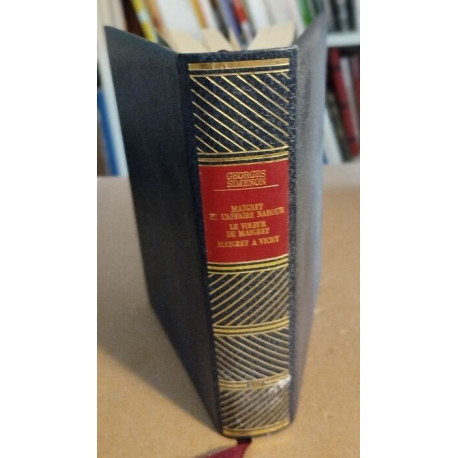 GEORGES
SIMENON
MAIGRET
ET L'AFFAIRE NAHOUR
LE VOLEUR
DE MAIGRET
MAIGRET A VICHY